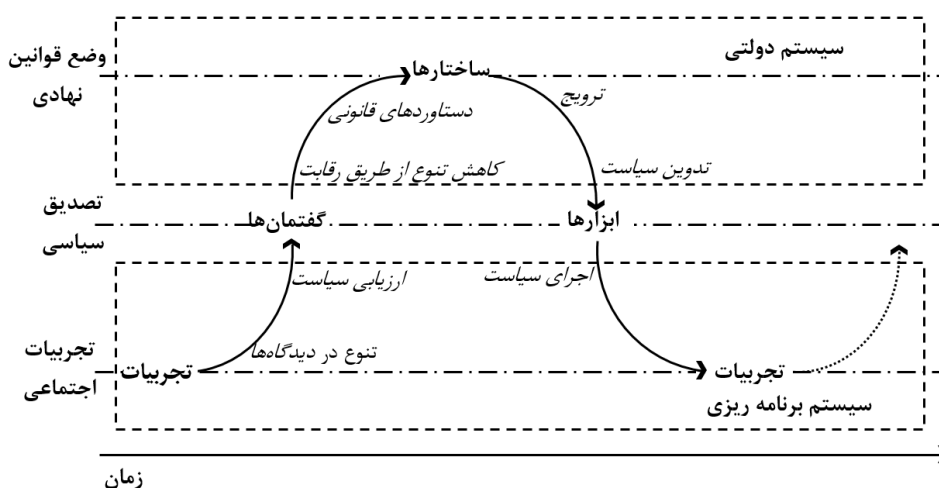 سیستم دولتی
وضع قوانین
نهادی
ساختارها
دستاوردهای قانونی
ترویج
کاهش تنوع از طریق رقابت
تدوین سیاست
تصدیق
سیاسی
گفتمان‌ها
ابزارها
ارزیابی سیاست
اجرای سیاست
تنوع در دیدگاه‌ها
تجربیات
اجتماعی
تجربیات
تجربیات
سیستم برنامه ریزی
زمان